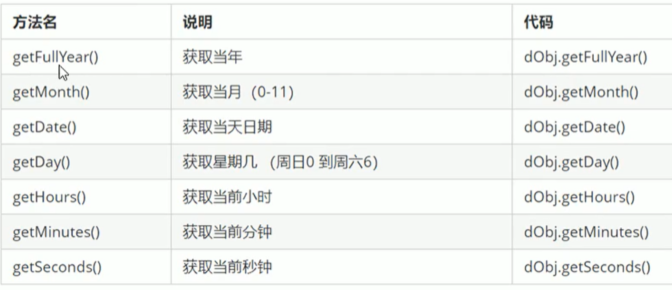 方法名 说明 代码
getFullYear() 获取当年 dObj.getFullYear()
getMonth() 获取当月（0-11） dObj.getMonth()
getDate() 获取当天日期 dObj.getDate()
getDay() 获取星期几 （周日0 到周六6） dObj.getDay()
getHours() 获取当前小时 dObj.getHours()
getMinutes() 获取当前分钟 dObj.getMinutes()
getSeconds() 获取当前秒钟 dObj.getSeconds()